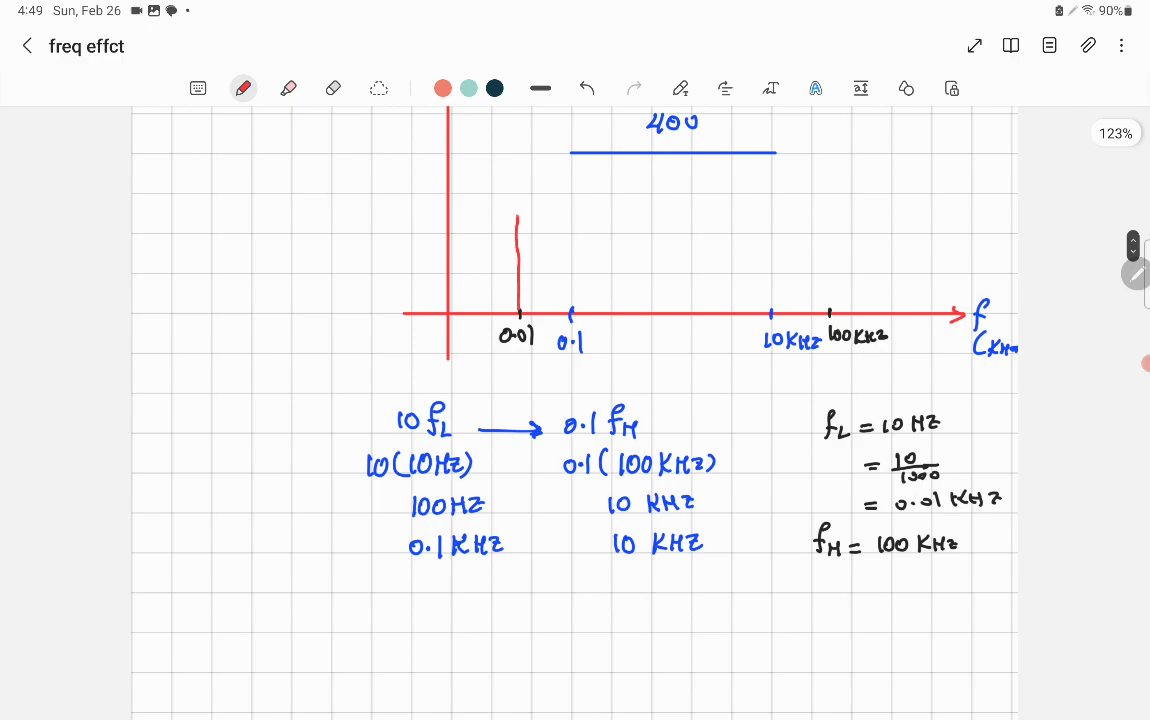 4:49 Sun, Feb 26
90%
freq effct
123%
400
0.01 0.1 10KHZ 100KHZ f
10 fL → 0.1 fH
10(10HZ) 0.1(100KHZ)
100HZ 10 KHZ
0.1KHZ 10 KHZ
fL = 10 HZ
= 10/1000
= 0.01 KHZ
fH = 100 KHZ